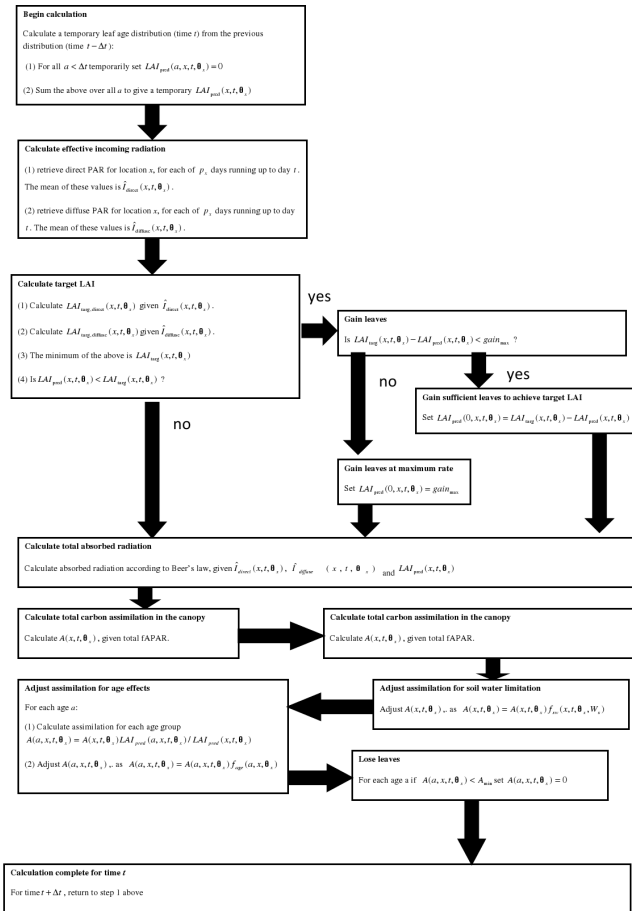 Begin calculation
Calculate a temporary leaf age distribution (time t) from the previous
distribution (time t − Δt):
(1) For all a < Δt temporarily set LAI_pred(a, x, t, θ_x) = 0
(2) Sum the above over all a to give a temporary LAI_pred(x, t, θ_x)
Calculate effective incoming radiation
(1) retrieve direct PAR for location x, for each of p_x days running up to day t.
The mean of these values is Î_direct(x, t, θ_x).
(2) retrieve diffuse PAR for location x, for each of p_x days running up to day
t. The mean of these values is Î_diffuse(x, t, θ_x).
Calculate target LAI
(1) Calculate LAI_targ,direct(x, t, θ_x) given Î_direct(x, t, θ_x).
(2) Calculate LAI_targ,diffuse(x, t, θ_x) given Î_diffuse(x, t, θ_x).
(3) The minimum of the above is LAI_targ(x, t, θ_x)
(4) Is LAI_pred(x, t, θ_x) < LAI_targ(x, t, θ_x) ?
yes
Gain leaves
Is LAI_targ(x, t, θ_x) − LAI_pred(x, t, θ_x) < gain_max ?
no
yes
Gain sufficient leaves to achieve target LAI
Set LAI_pred(0, x, t, θ_x) = LAI_targ(x, t, θ_x) − LAI_pred(x, t, θ_x)
no
Gain leaves at maximum rate
Set LAI_pred(0, x, t, θ_x) = gain_max
Calculate total absorbed radiation
Calculate absorbed radiation according to Beer's law, given Î_direct(x, t, θ_x), Î_diffuse (x, t, θ_x) and LAI_pred(x, t, θ_x)
Calculate total carbon assimilation in the canopy
Calculate A(x, t, θ_x), given total fAPAR.
Calculate total carbon assimilation in the canopy
Calculate A(x, t, θ_x), given total fAPAR.
Adjust assimilation for soil water limitation
Adjust A(x, t, θ_x),. as A(x, t, θ_x) = A(x, t, θ_x) f_sw(x, t, θ_x, W_s)
Adjust assimilation for age effects
For each age a:
(1) Calculate assimilation for each age group
A(a, x, t, θ_x) = A(x, t, θ_x) LAI_pred(a, x, t, θ_x) / LAI_pred(x, t, θ_x)
(2) Adjust A(a, x, t, θ_x),. as A(a, x, t, θ_x) = A(a, x, t, θ_x) f_age(a, x, θ_x)
Lose leaves
For each age a if A(a, x, t, θ_x) < A_min set A(a, x, t, θ_x) = 0
Calculation complete for time t
For time t + Δt, return to step 1 above